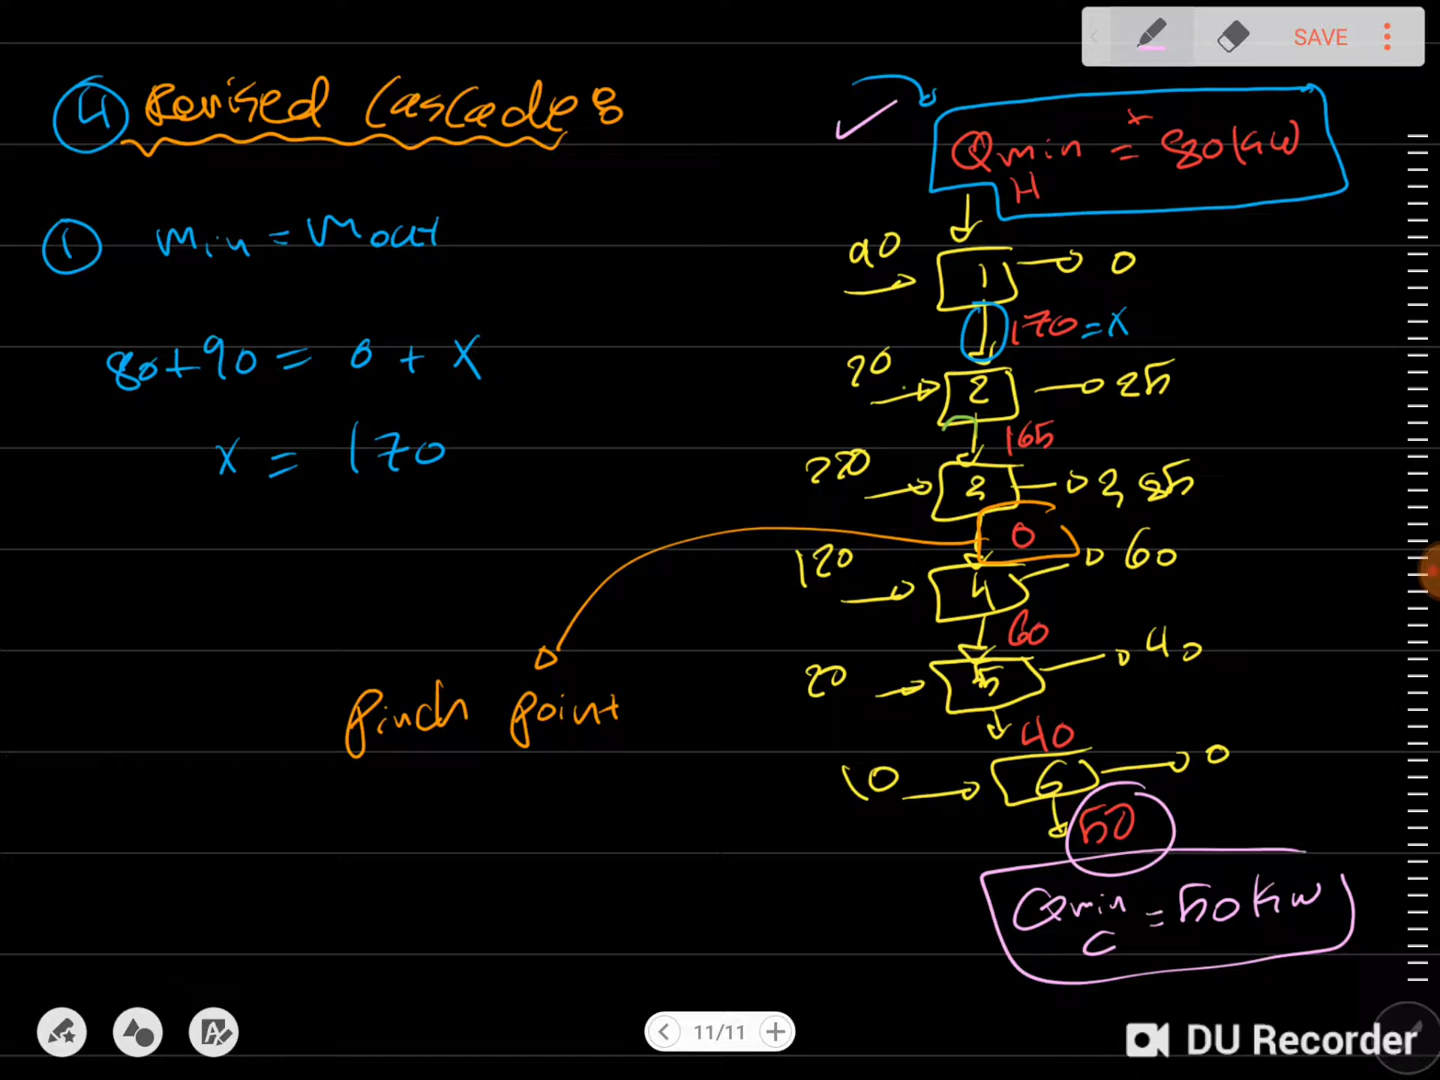 SAVE
④ Revised Cascade :
① min = mout
80 + 90 = 0 + X
x = 170
Pinch Point
Qmin H = 80 kW
90 1 0
170 = X
20 2 25
165
220 3 385
0
120 4 60
60
20 5 40
40
10 6 0
50
Qmin C = 50 kW
11/11
DU Recorder